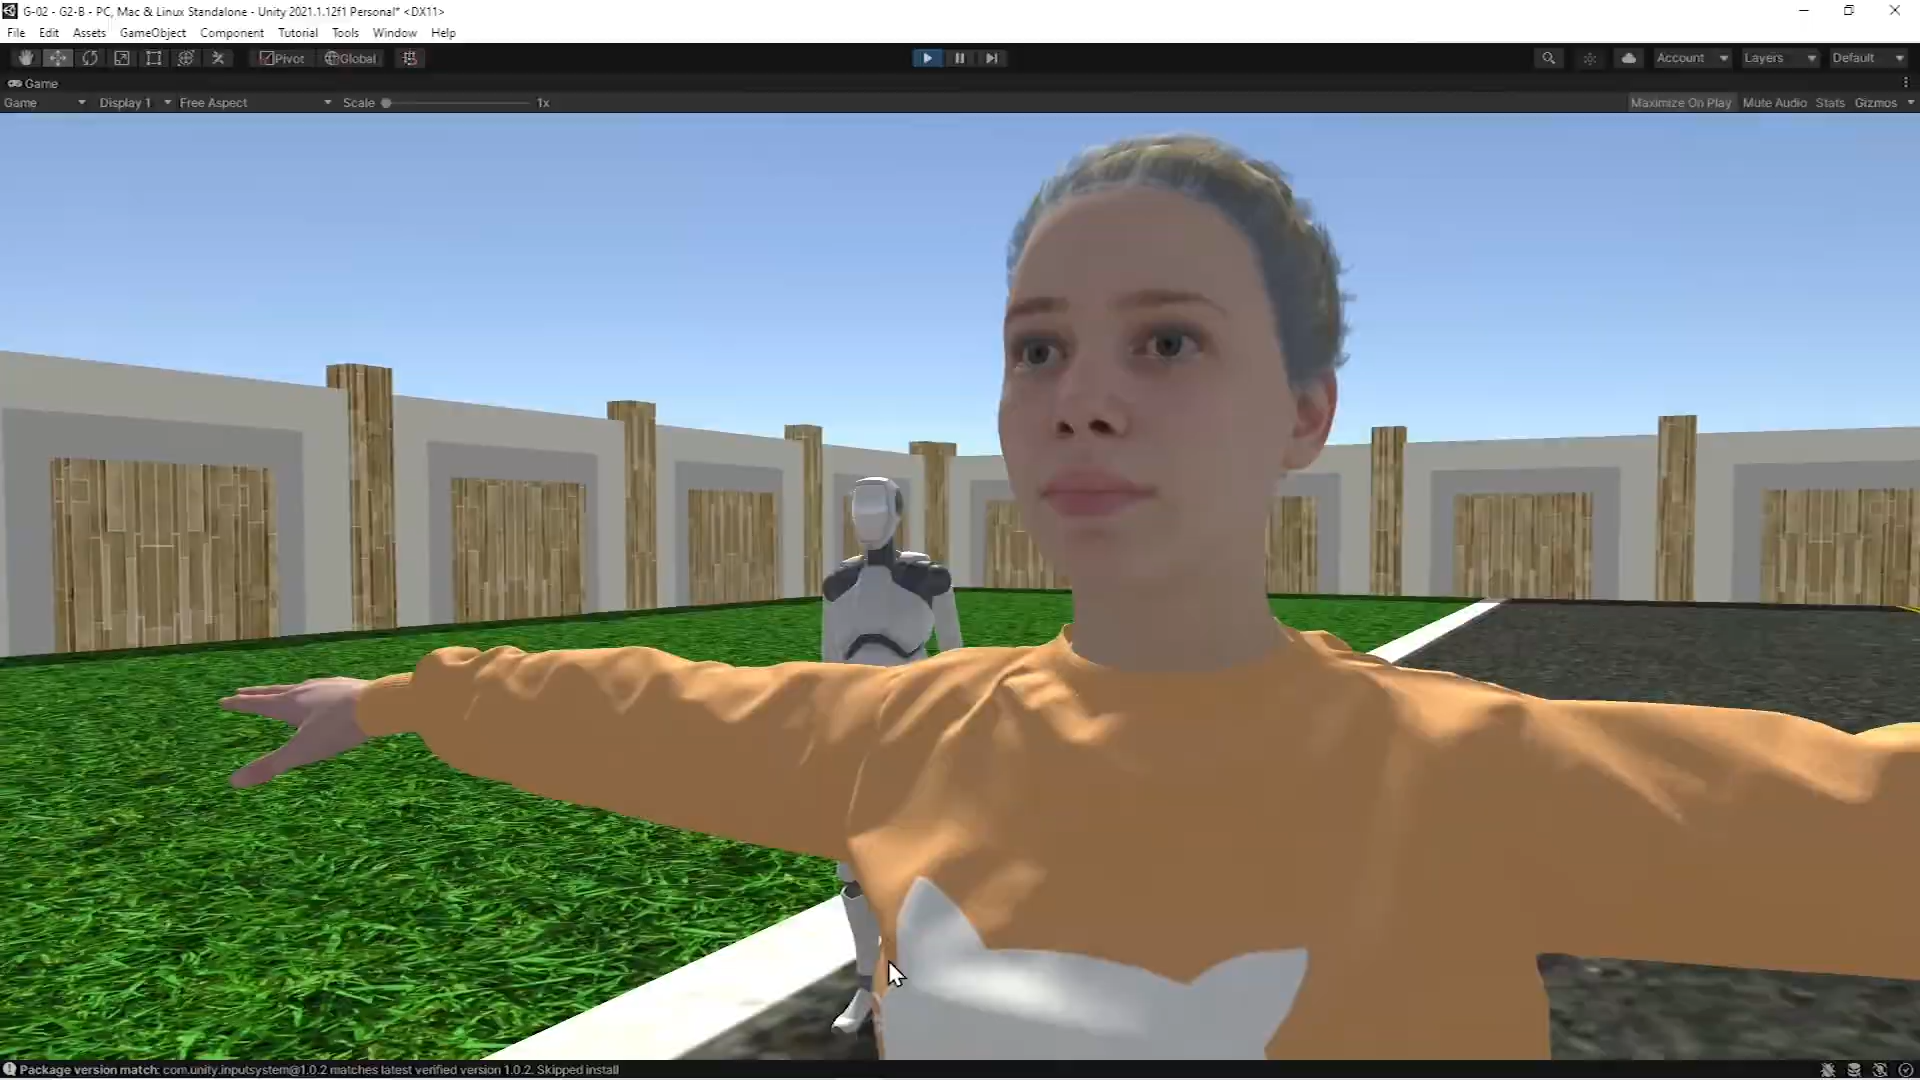 G-02 - G2-B - PC, Mac & Linux Standalone - Unity 2021.1.12f1 Personal* <DX11>
File Edit Assets GameObject Component Tutorial Tools Window Help
Pivot Global Account Layers Default
Game
Game Display 1 Free Aspect Scale 1x Maximize On Play Mute Audio Stats Gizmos
Package version match: com.unity.inputsystem@1.0.2 matches latest verified version 1.0.2. Skipped install